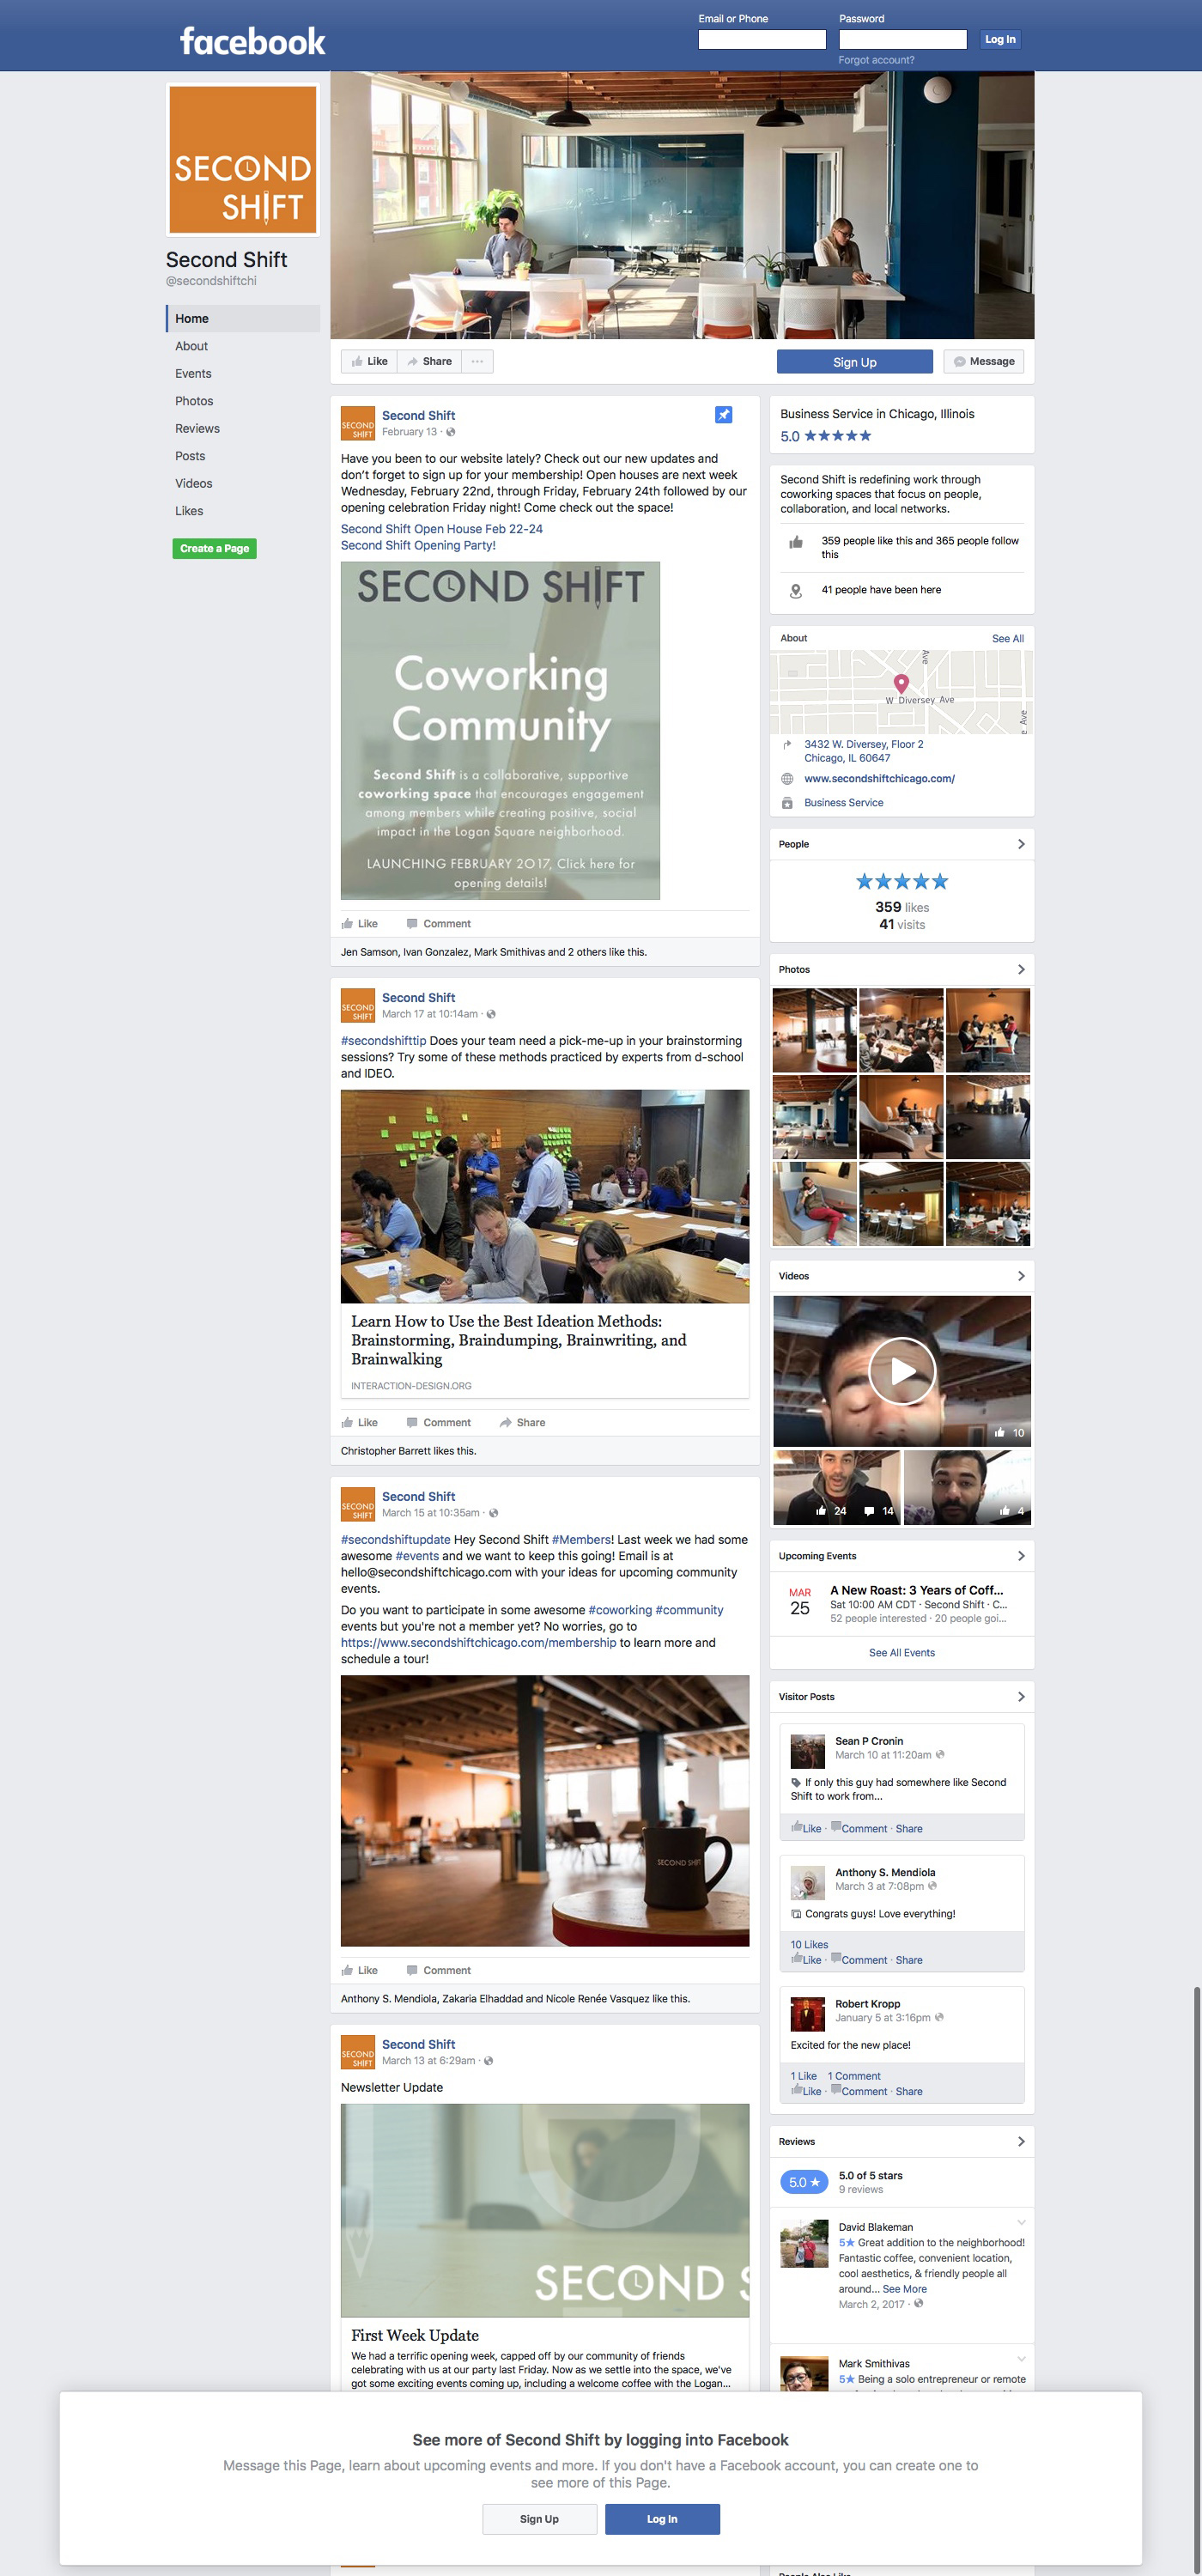 facebook
Email or Phone
Password
Log In
Forgot account?
SECOND
SHIFT
Second Shift
@secondshiftchi
Home
About
Events
Photos
Reviews
Posts
Videos
Likes
Create a Page
Like
Share
Sign Up
Message
SECOND
SHIFT
Second Shift
February 13 ·
Have you been to our website lately? Check out our new updates and
don't forget to sign up for your membership! Open houses are next week
Wednesday, February 22nd, through Friday, February 24th followed by our
opening celebration Friday night! Come check out the space!
Second Shift Open House Feb 22-24
Second Shift Opening Party!
SECOND SHIFT
Coworking
Community
Second Shift is a collaborative, supportive
coworking space that encourages engagement
among members while creating positive, social
impact in the Logan Square neighborhood.
LAUNCHING FEBRUARY 2017, Click here for
opening details!
Like
Comment
Jen Samson, Ivan Gonzalez, Mark Smithivas and 2 others like this.
SECOND
SHIFT
Second Shift
March 17 at 10:14am ·
#secondshifttip Does your team need a pick-me-up in your brainstorming
sessions? Try some of these methods practiced by experts from d-school
and IDEO.
Learn How to Use the Best Ideation Methods:
Brainstorming, Braindumping, Brainwriting, and
Brainwalking
INTERACTION-DESIGN.ORG
Like
Comment
Share
Christopher Barrett likes this.
SECOND
SHIFT
Second Shift
March 15 at 10:35am ·
#secondshiftupdate Hey Second Shift #Members! Last week we had some
awesome #events and we want to keep this going! Email is at
hello@secondshiftchicago.com with your ideas for upcoming community
events.
Do you want to participate in some awesome #coworking #community
events but you're not a member yet? No worries, go to
https://www.secondshiftchicago.com/membership to learn more and
schedule a tour!
SECOND SHIFT
Like
Comment
Anthony S. Mendiola, Zakaria Elhaddad and Nicole Renée Vasquez like this.
SECOND
SHIFT
Second Shift
March 13 at 6:29am ·
Newsletter Update
SECOND S
First Week Update
We had a terrific opening week, capped off by our community of friends
celebrating with us at our party last Friday. Now as we settle into the space, we've
got some exciting events coming up, including a welcome coffee with the Logan...
Business Service in Chicago, Illinois
5.0 ★★★★★
Second Shift is redefining work through
coworking spaces that focus on people,
collaboration, and local networks.
359 people like this and 365 people follow
this
41 people have been here
About
See All
Ave
W Diversey Ave
e Ave
3432 W. Diversey, Floor 2
Chicago, IL 60647
www.secondshiftchicago.com/
Business Service
People
359 likes
41 visits
Photos
Videos
10
24
14
4
Upcoming Events
MAR
25
A New Roast: 3 Years of Coff...
Sat 10:00 AM CDT · Second Shift · C...
52 people interested · 20 people goi...
See All Events
Visitor Posts
Sean P Cronin
March 10 at 11:20am
If only this guy had somewhere like Second
Shift to work from...
Like · Comment · Share
Anthony S. Mendiola
March 3 at 7:08pm
Congrats guys! Love everything!
10 Likes
Like · Comment · Share
Robert Kropp
January 5 at 3:16pm
Excited for the new place!
1 Like 1 Comment
Like · Comment · Share
Reviews
5.0 ★
5.0 of 5 stars
9 reviews
David Blakeman
5★ Great addition to the neighborhood!
Fantastic coffee, convenient location,
cool aesthetics, & friendly people all
around... See More
March 2, 2017 ·
Mark Smithivas
5★ Being a solo entrepreneur or remote
See more of Second Shift by logging into Facebook
Message this Page, learn about upcoming events and more. If you don't have a Facebook account, you can create one to
see more of this Page.
Sign Up
Log In